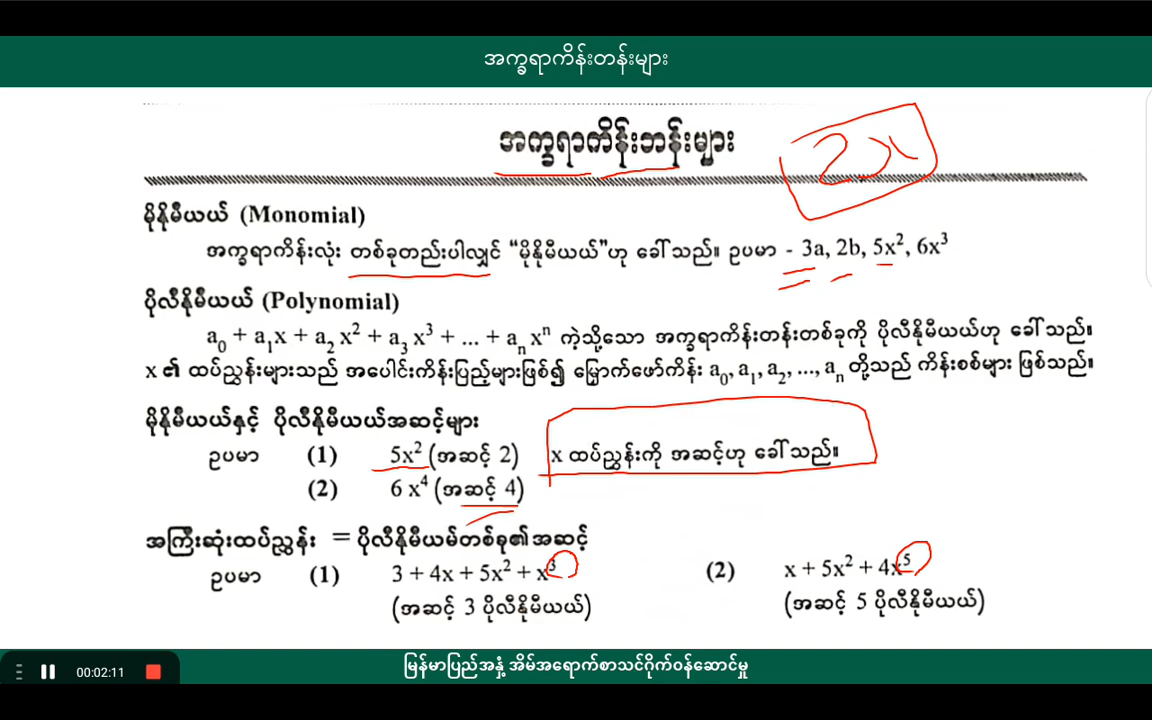 အက္ခရာကိန်းတန်းများ
အက္ခရာကိန်းတန်းများ
2x
မိုနိုမီယယ် (Monomial)
အက္ခရာကိန်းလုံး တစ်ခုတည်းပါလျှင် “မိုနိုမီယယ်”ဟု ခေါ်သည်။ ဥပမာ - 3a, 2b, 5x², 6x³
ပိုလီနိုမီယယ် (Polynomial)
a₀ + a₁x + a₂ x² + a₃ x³ + ... + aₙ xⁿ ကဲ့သို့သော အက္ခရာကိန်းတန်းတစ်ခုကို ပိုလီနိုမီယယ်ဟု ခေါ်သည်။
x ၏ ထပ်ညွှန်းများသည် အပေါင်းကိန်းပြည့်များဖြစ်၍ မြှောက်ဖော်ကိန်း a₀, a₁, a₂, ..., aₙ တို့သည် ကိန်းစစ်များ ဖြစ်သည်။
မိုနိုမီယယ်နှင့် ပိုလီနိုမီယယ်အဆင့်များ
ဥပမာ (1) 5x² (အဆင့် 2) x ထပ်ညွှန်းကို အဆင့်ဟု ခေါ်သည်။
(2) 6 x⁴ (အဆင့် 4)
အကြီးဆုံးထပ်ညွှန်း = ပိုလီနိုမီယမ်တစ်ခု၏အဆင့်
ဥပမာ (1) 3 + 4x + 5x² + x³ (2) x + 5x² + 4x⁵
(အဆင့် 3 ပိုလီနိုမီယယ်) (အဆင့် 5 ပိုလီနိုမီယယ်)
မြန်မာပြည်အနှံ့ အိမ်အရောက်စာသင်ဂိုက်ဝန်ဆောင်မှု
00:02:11